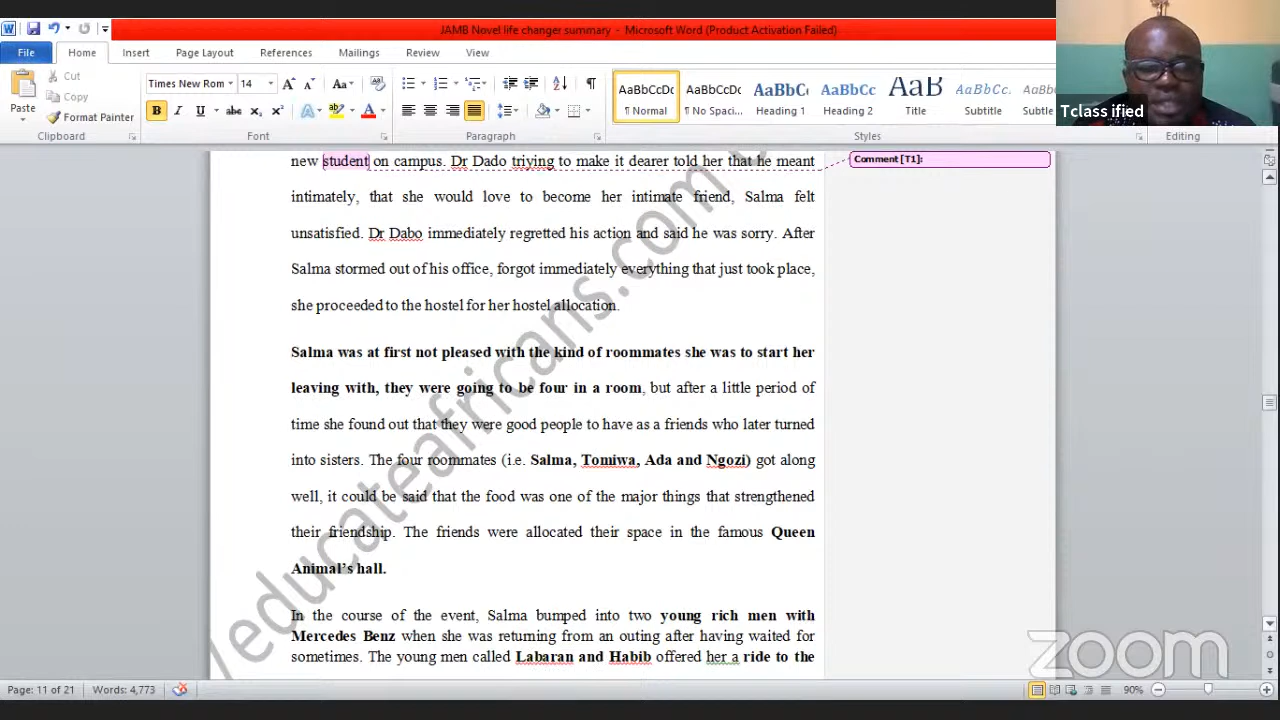 JAMB Novel life changer summary - Microsoft Word (Product Activation Failed)
File Home Insert Page Layout References Mailings Review View
Cut
Copy
Format Painter
Paste
Times New Rom 14
AaBbCcDc AaBbCcDc AaBbC AaBbCc AaB AaBbCc. AaBbCc
¶ Normal ¶ No Spaci... Heading 1 Heading 2 Title Subtitle Subtle
Clipboard Font Paragraph Styles Editing
Tclass ified
new student on campus. Dr Dado triying to make it dearer told her that he meant
intimately, that she would love to become her intimate friend, Salma felt
unsatisfied. Dr Dabo immediately regretted his action and said he was sorry. After
Salma stormed out of his office, forgot immediately everything that just took place,
she proceeded to the hostel for her hostel allocation.
Salma was at first not pleased with the kind of roommates she was to start her
leaving with, they were going to be four in a room, but after a little period of
time she found out that they were good people to have as a friends who later turned
into sisters. The four roommates (i.e. Salma, Tomiwa, Ada and Ngozi) got along
well, it could be said that the food was one of the major things that strengthened
their friendship. The friends were allocated their space in the famous Queen
Animal's hall.
In the course of the event, Salma bumped into two young rich men with
Mercedes Benz when she was returning from an outing after having waited for
sometimes. The young men called Labaran and Habib offered her a ride to the
Comment [T1]:
/educateafricans.com
zoom
Page: 11 of 21 Words: 4,773 90%